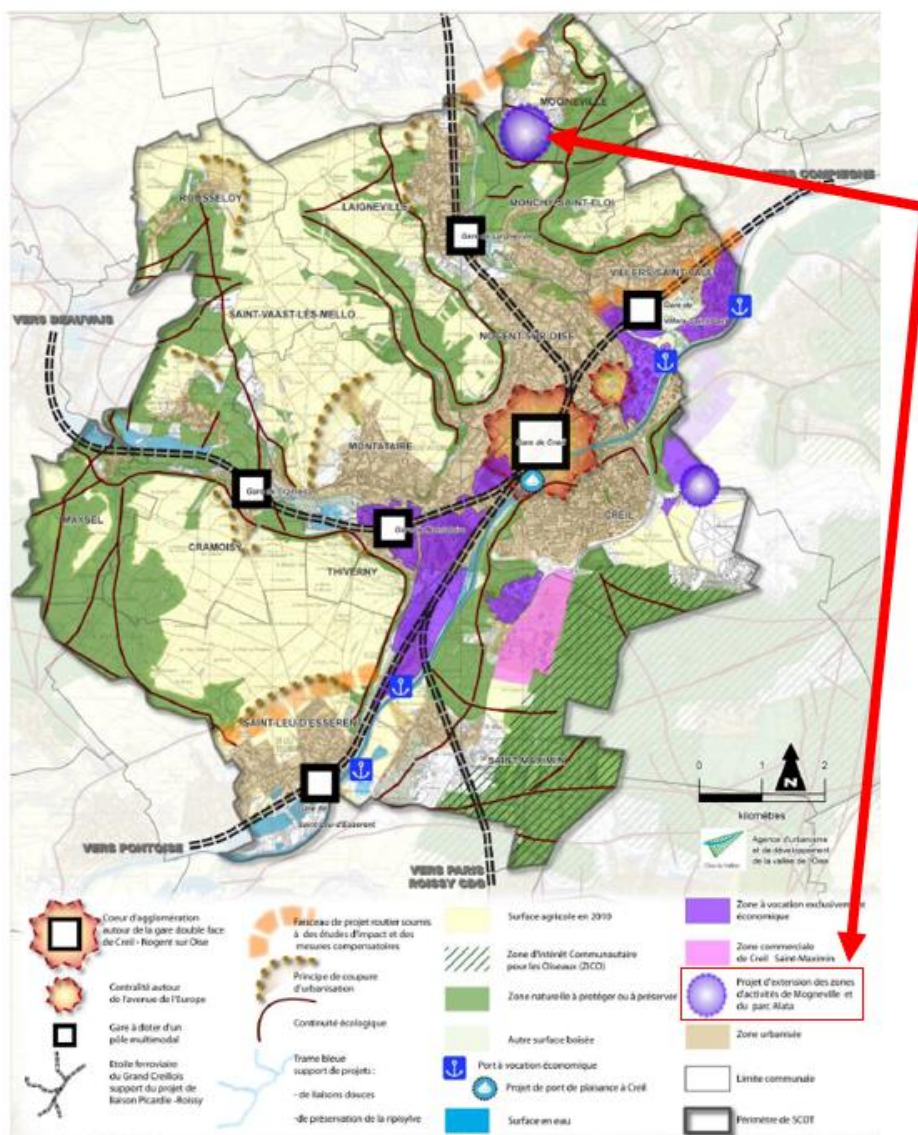 MOGNEVILLE
VERS COMPIEGNE
ROUSSELOY
LAIGNEVILLE
MONCHY-SAINT-ELOI
VILLERS-SAINT-PAUL
SAINT-VAAST-LÈS-MELLO
VERS BEAUVAIS
NOGENT-SUR-OISE
Gare de Creil
MONTATAIRE
CREIL
MAYSEL
CRAMOISY
THIVERNY
SAINT-LEU-D'ESSERENT
SAINT-MAXIMIN
Gare de
Saint-Leu-d'Esserent
VERS PONTOISE
VERS PARIS
ROISSY CDG
N
0 1 2
kilomètres
Agence d'urbanisme
et de développement
de la vallée de l'Oise
Coeur d'agglomération
autour de la gare double face
de Creil - Nogent sur Oise
Centralité autour
de l'avenue de l'Europe
Gare à doter d'un
pôle multimodal
Etoile ferroviaire
du Grand Creillois
support du projet de
liaison Picardie -Roissy
Faisceau de projet routier soumis
à des études d'impact et des
mesures compensatoires
Principe de coupure
d'urbanisation
Continuité écologique
Trame bleue
support de projets :
- de liaisons douces
-de préservation de la ripisylve
Surface agricole en 2010
Zone d'Intérêt Communautaire
pour les Oiseaux (ZICO)
Zone naturelle à protéger ou à préserver
Autre surface boisée
Port à vocation économique
Projet de port de plaisance à Creil
Surface en eau
Zone à vocation exclusivement
économique
Zone commerciale
de Creil Saint-Maximin
Projet d'extension des zones
d'activités de Mogneville et
du parc Alata
Zone urbanisée
Limite communale
Périmètre de SCOT